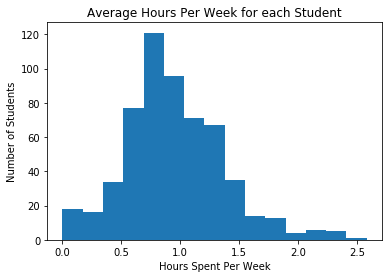 Average Hours Per Week for each Student
Number of Students
120
100
80
60
40
20
0
0.0 0.5 1.0 1.5 2.0 2.5
Hours Spent Per Week